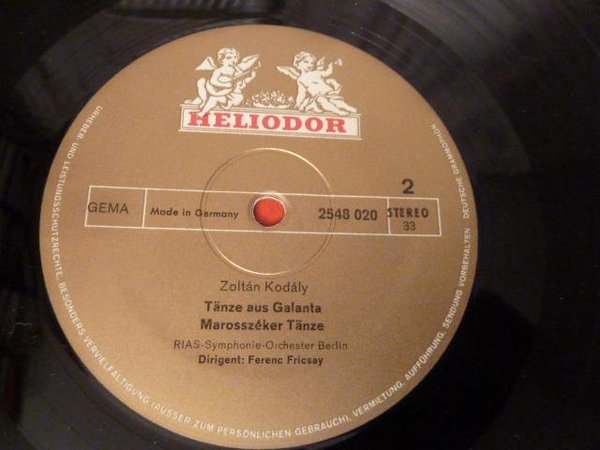 HELIODOR
2
GEMA
Made in Germany
2548 020
STEREO
33
Zoltán Kodály
Tänze aus Galanta
Marosszéker Tänze
RIAS-Symphonie-Orchester Berlin
Dirigent: Ferenc Fricsay
URHEBER- UND LEISTUNGSSCHUTZRECHTE, BESONDERS VERVIELFÄLTIGUNG (AUSSER ZUM PERSÖNLICHEN GEBRAUCH), VERMIETUNG, AUFFÜHRUNG, SENDUNG VORBEHALTEN DEUTSCHE GRAMMOPHON